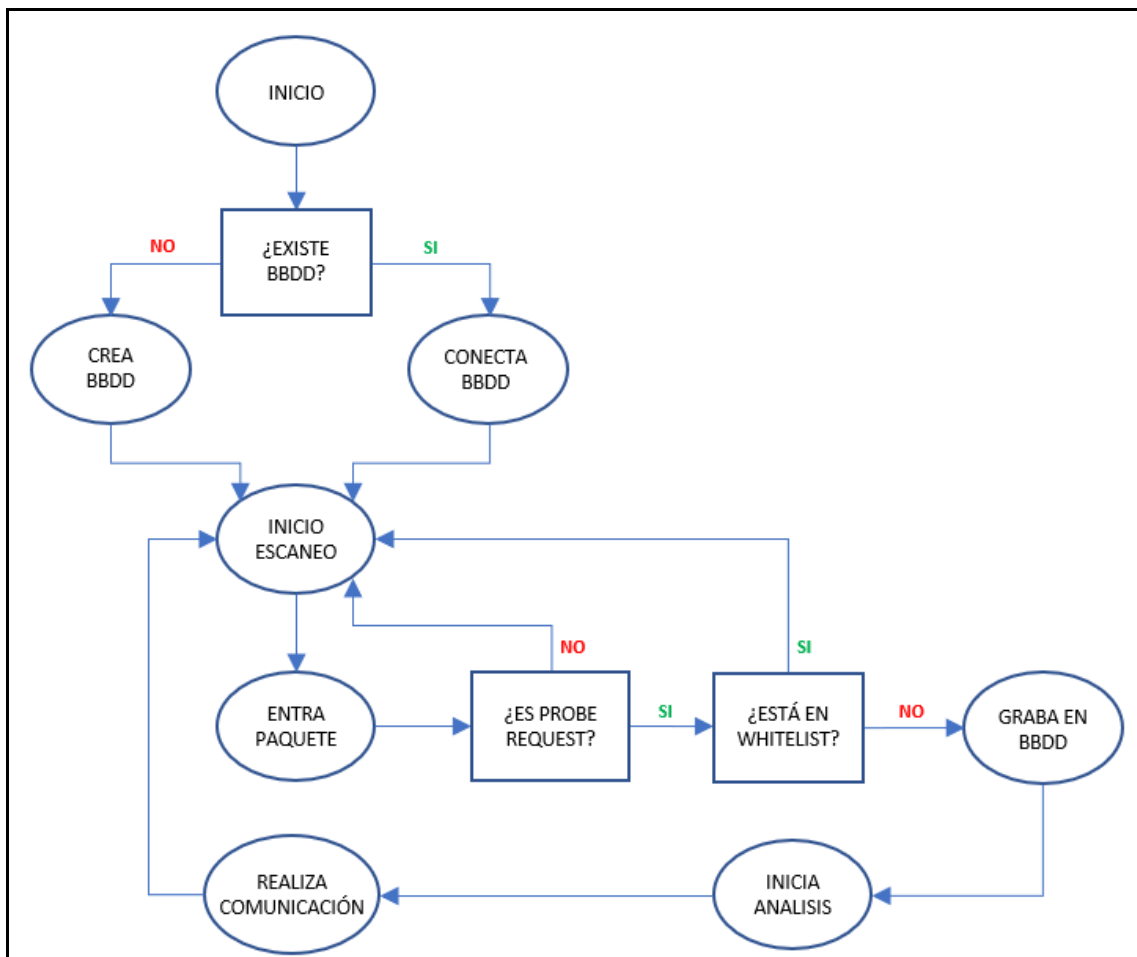 INICIO
¿EXISTE
BBDD?
NO
SI
CREA
BBDD
CONECTA
BBDD
INICIO
ESCANEO
NO
SI
ENTRA
PAQUETE
¿ES PROBE
REQUEST?
SI
¿ESTÁ EN
WHITELIST?
NO
GRABA EN
BBDD
REALIZA
COMUNICACIÓN
INICIA
ANALISIS